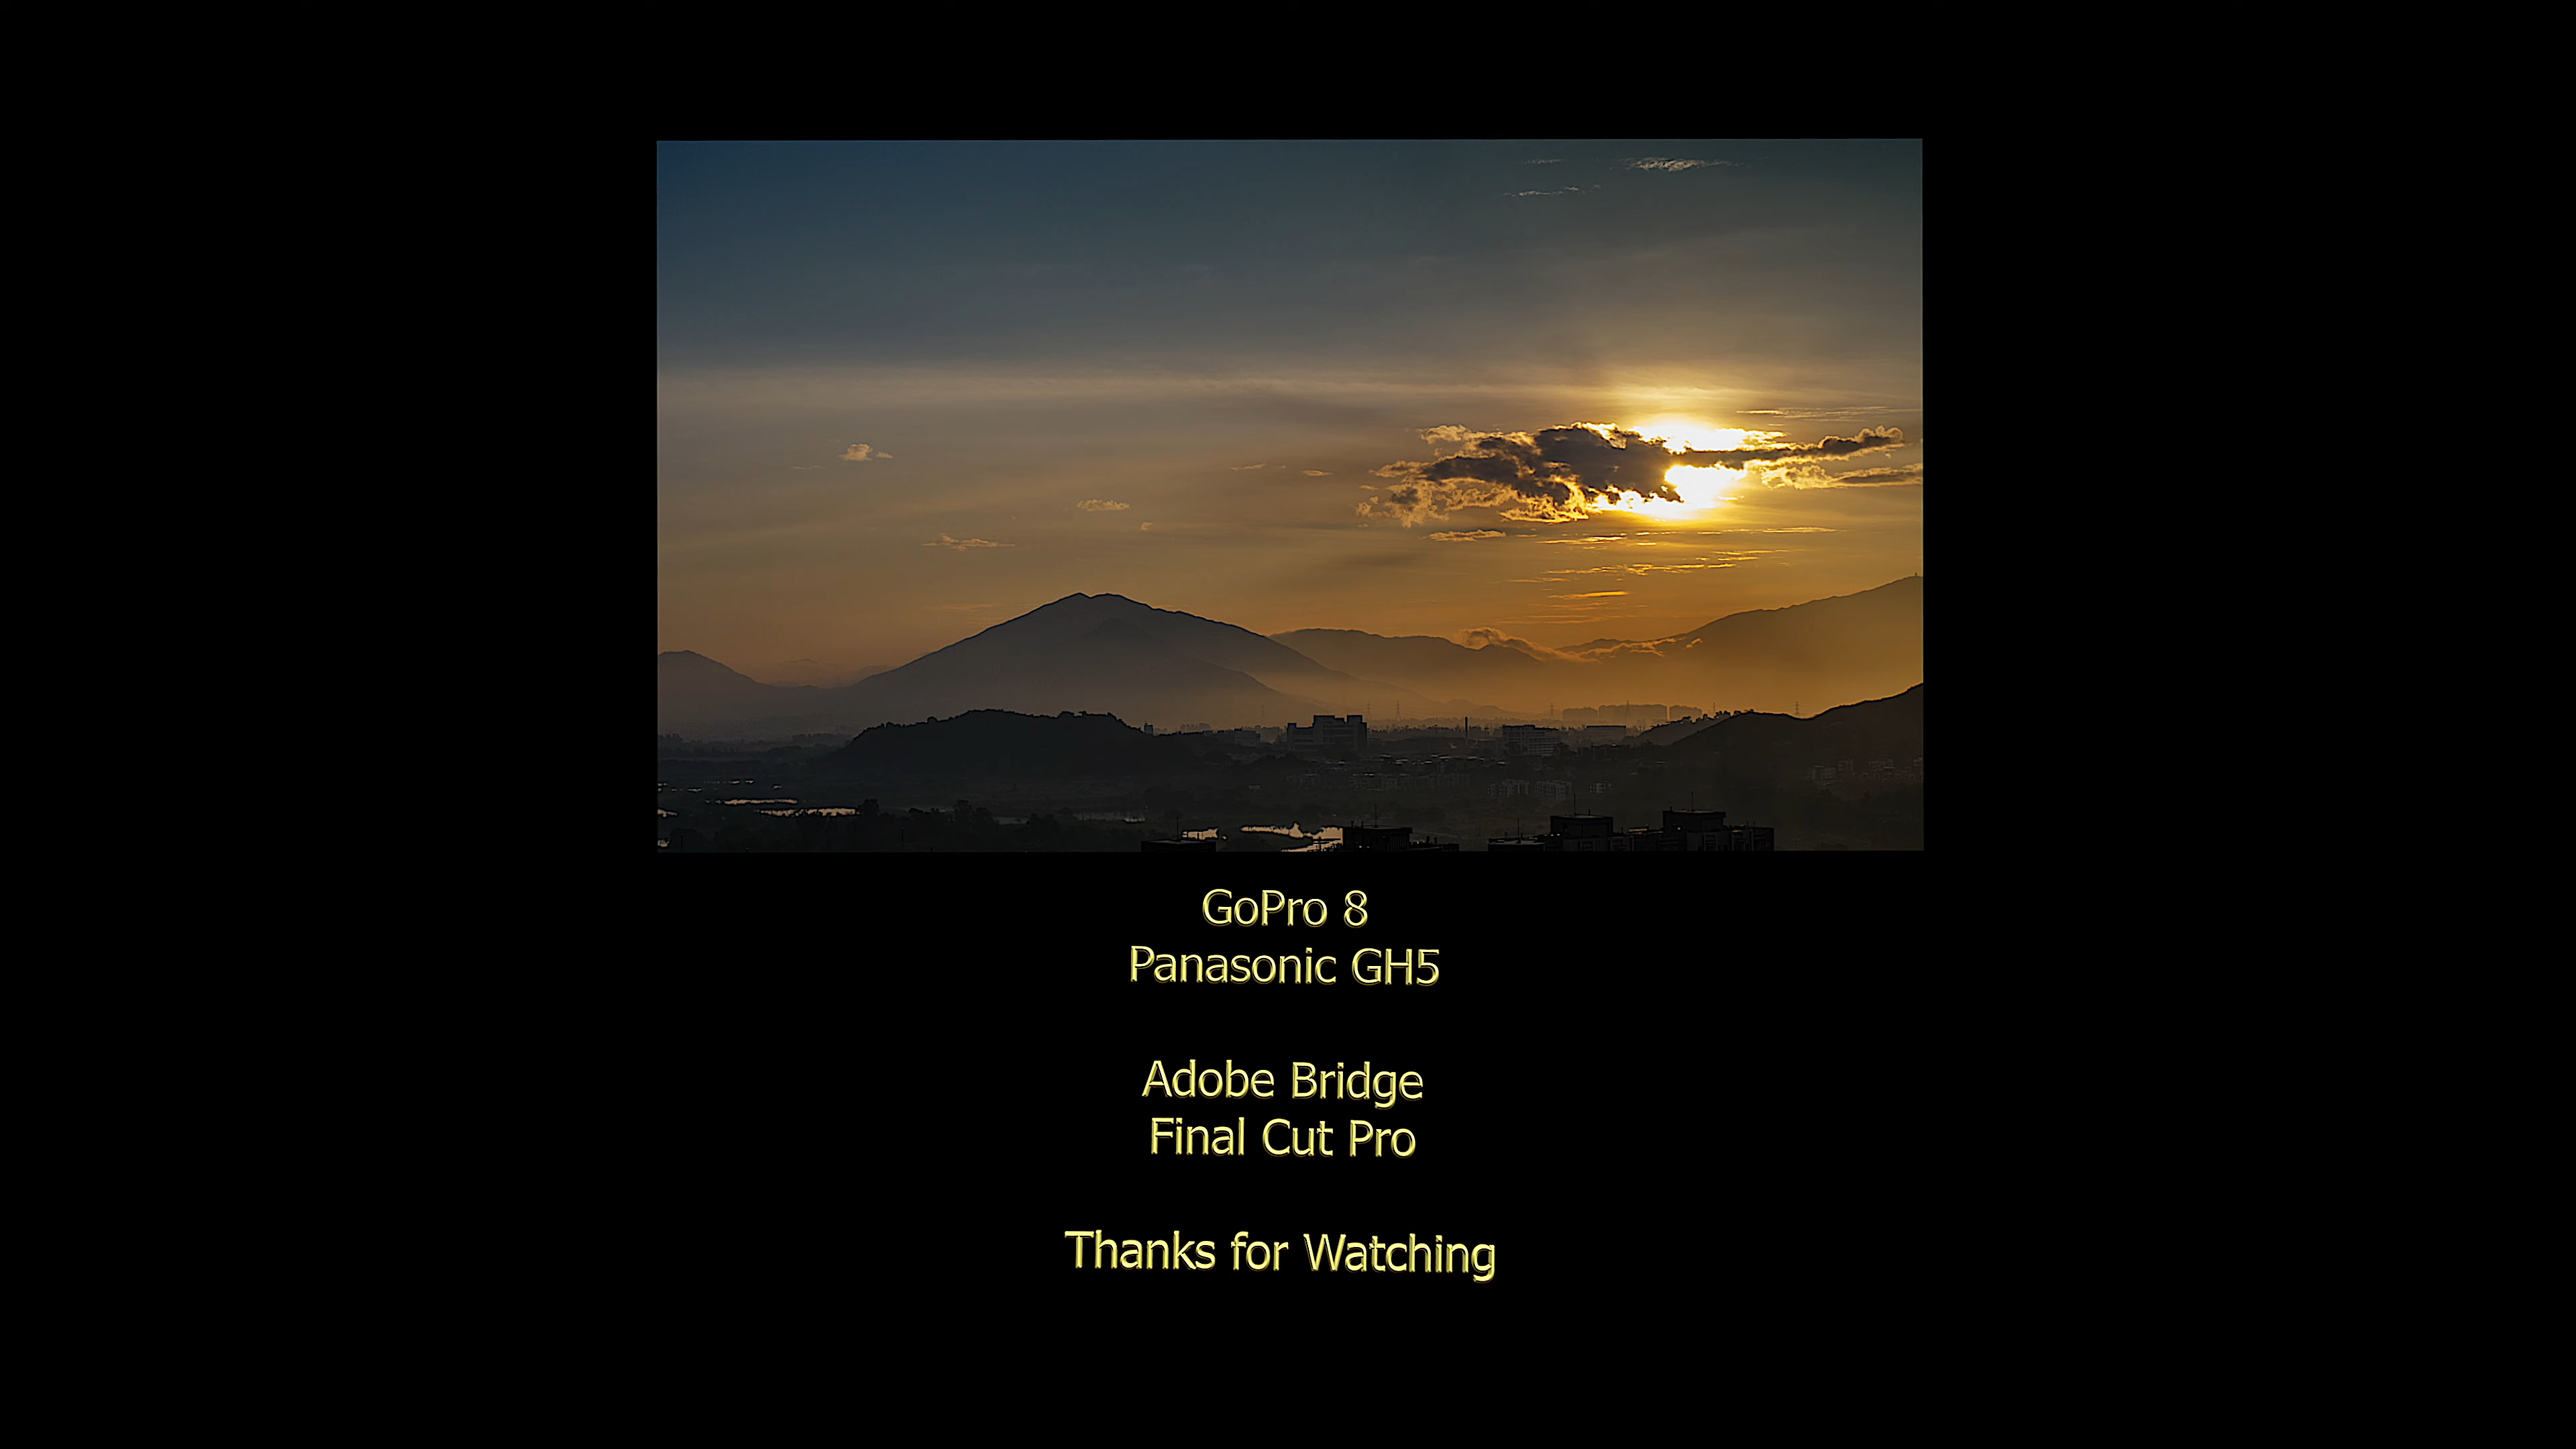 GoPro 8
Panasonic GH5
Adobe Bridge
Final Cut Pro
Thanks for Watching